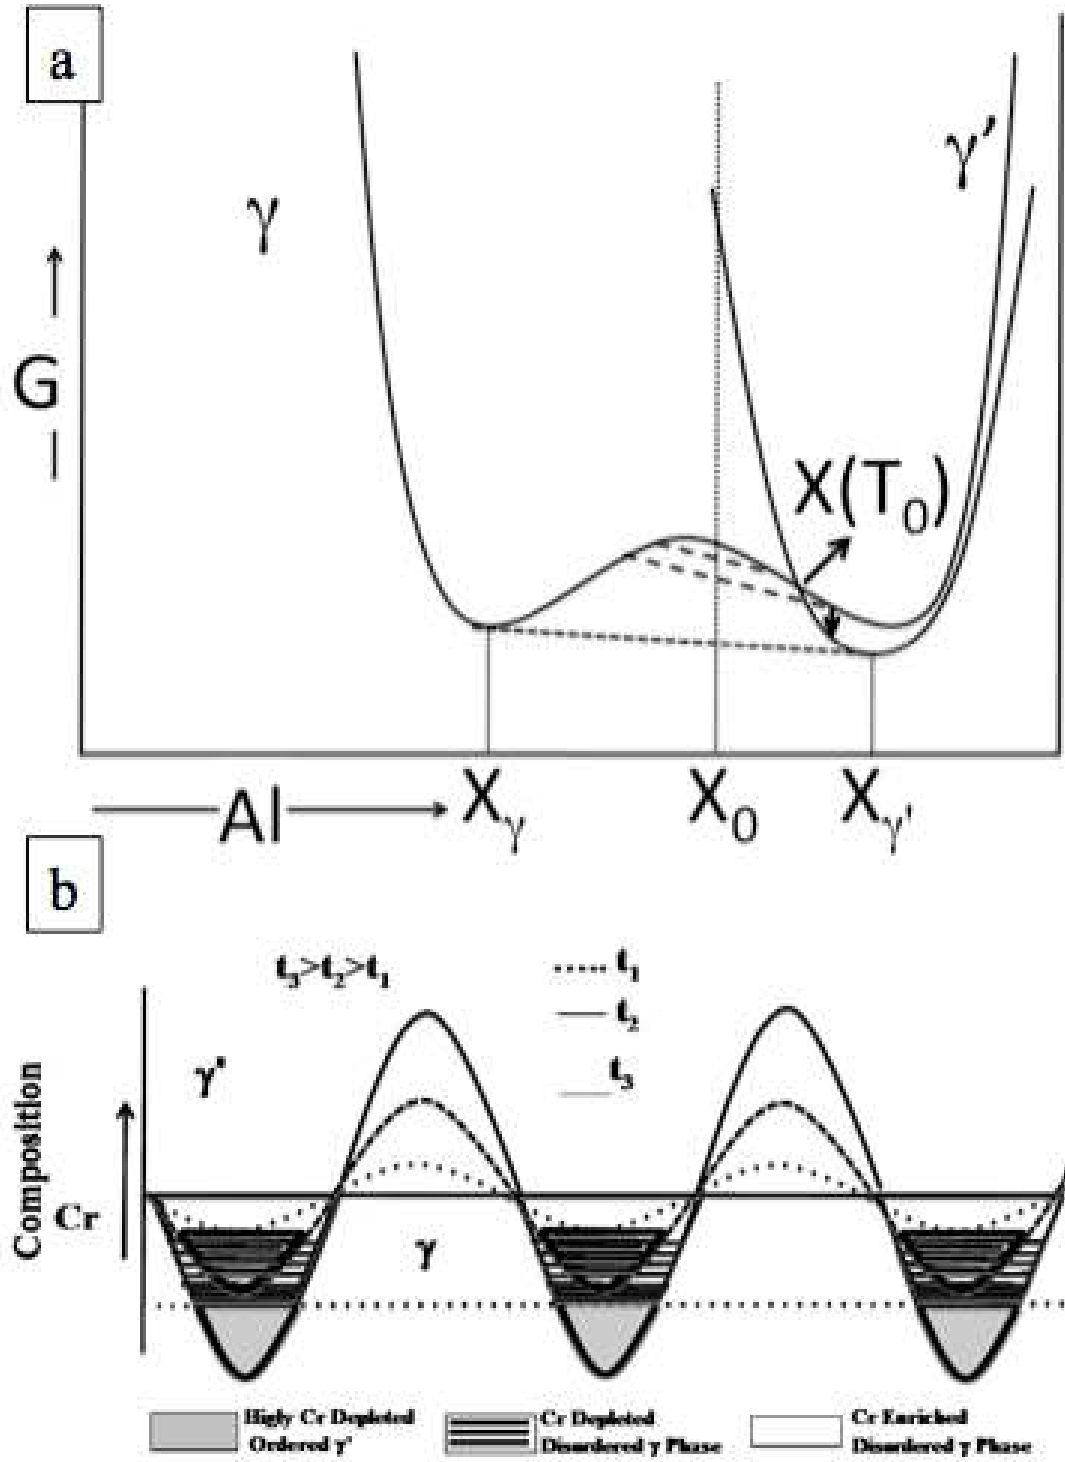 a
γ
γ'
G
X(T₀)
Al
Xγ
X₀
Xγ'
b
t₃>t₂>t₁
t₁
t₂
t₃
γ'
Composition
Cr
γ
Higly Cr Depleted
Ordered γ'
Cr Depleted
Disordered γ Phase
Cr Enriched
Disordered γ Phase